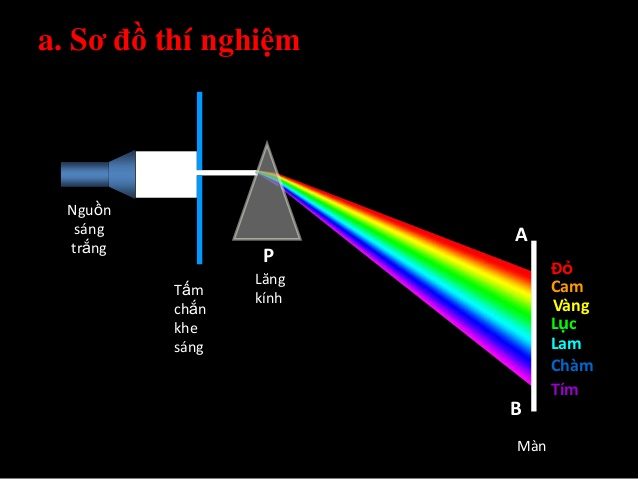 a. Sơ đồ thí nghiệm
Nguồn
sáng
trắng
Tấm
chắn
khe
sáng
P
Lăng
kính
A
Đỏ
Cam
Vàng
Lục
Lam
Chàm
Tím
B
Màn